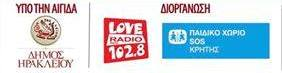 ΥΠΟ ΤΗΝ ΑΙΓΙΔΑ
ΔΗΜΟΣ
ΗΡΑΚΛΕΙΟΥ
LOVE
RADIO
102.8
ΔΙΟΡΓΑΝΩΣΗ
ΠΑΙΔΙΚΟ ΧΩΡΙΟ
SOS
ΚΡΗΤΗΣ